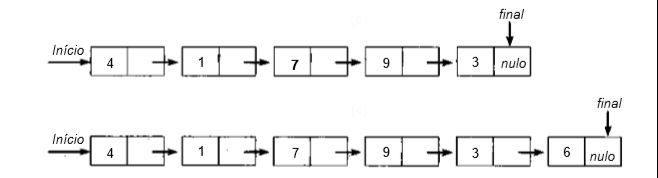 final
Início
4 1 7 9 3 nulo
final
Início
4 1 7 9 3 6 nulo